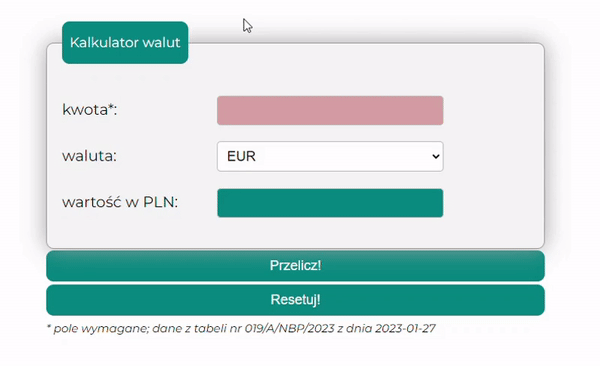 Kalkulator walut
kwota*:
waluta: EUR
wartość w PLN:
Przelicz!
Resetuj!
* pole wymagane; dane z tabeli nr 019/A/NBP/2023 z dnia 2023-01-27